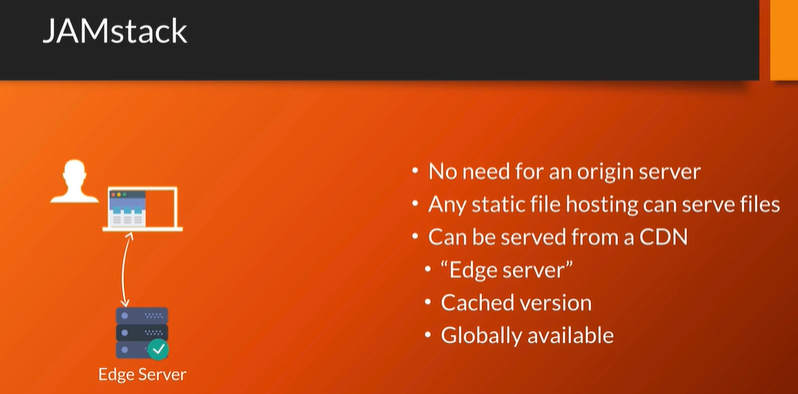 JAMstack
• No need for an origin server
• Any static file hosting can serve files
• Can be served from a CDN
• “Edge server”
• Cached version
• Globally available
Edge Server